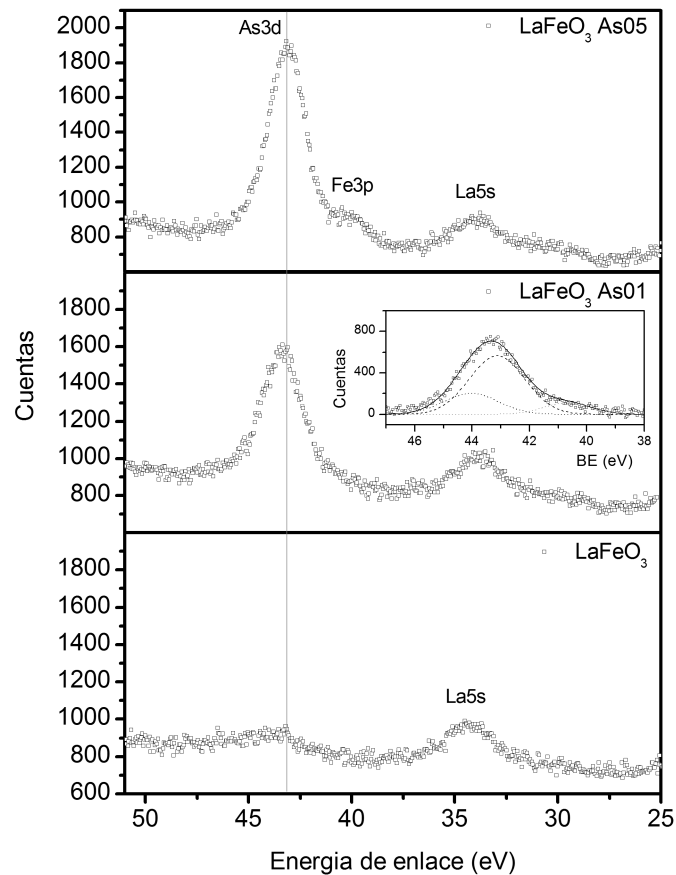 Cuentas
2000
1800
1600
1400
1200
1000
800
As3d
LaFeO3 As05
Fe3p
La5s
1800
1600
1400
1200
1000
800
LaFeO3 As01
Cuentas
800
400
0
46 44 42 40 38
BE (eV)
1800
1600
1400
1200
1000
800
600
LaFeO3
La5s
50 45 40 35 30 25
Energia de enlace (eV)